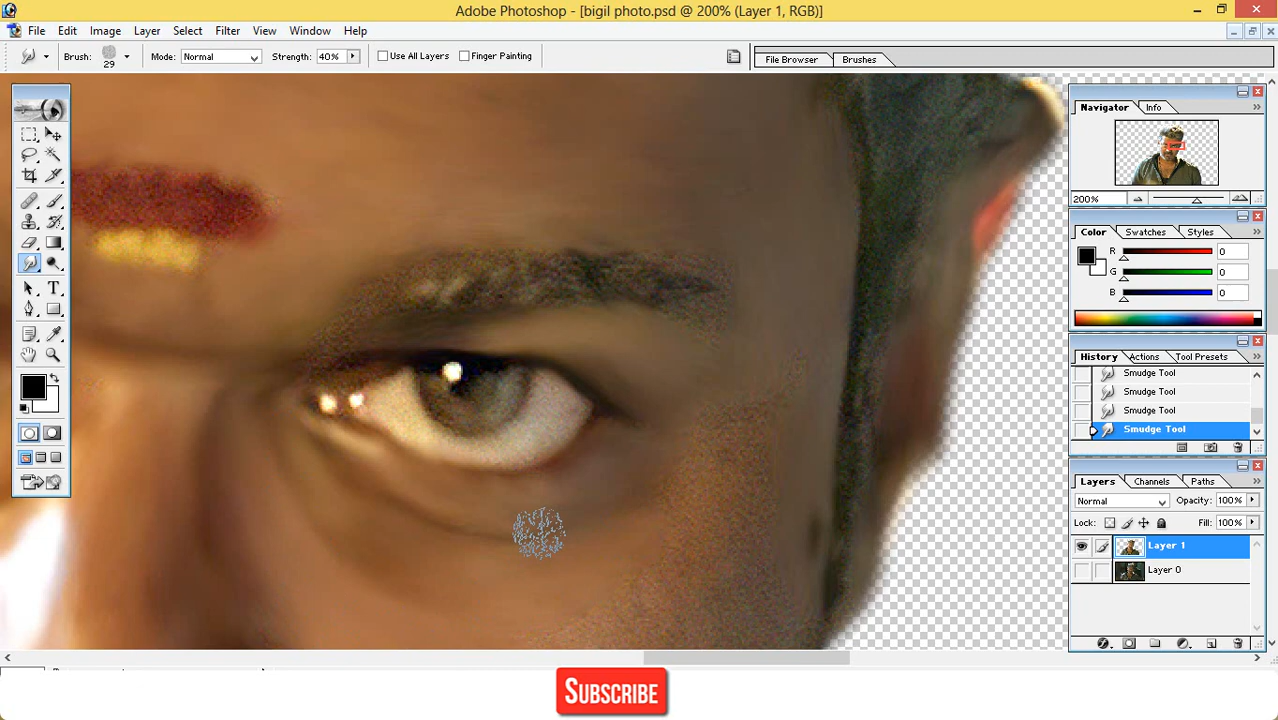 Adobe Photoshop - [bigil photo.psd @ 200% (Layer 1, RGB)]
File Edit Image Layer Select Filter View Window Help
Brush: 29 Mode: Normal Strength: 40% Use All Layers Finger Painting File Browser Brushes
Navigator Info
200%
Color Swatches Styles
R 0
G 0
B 0
History Actions Tool Presets
Smudge Tool
Smudge Tool
Smudge Tool
Smudge Tool
Layers Channels Paths
Normal Opacity: 100%
Lock: Fill: 100%
Layer 1
Layer 0
T
SUBSCRIBE